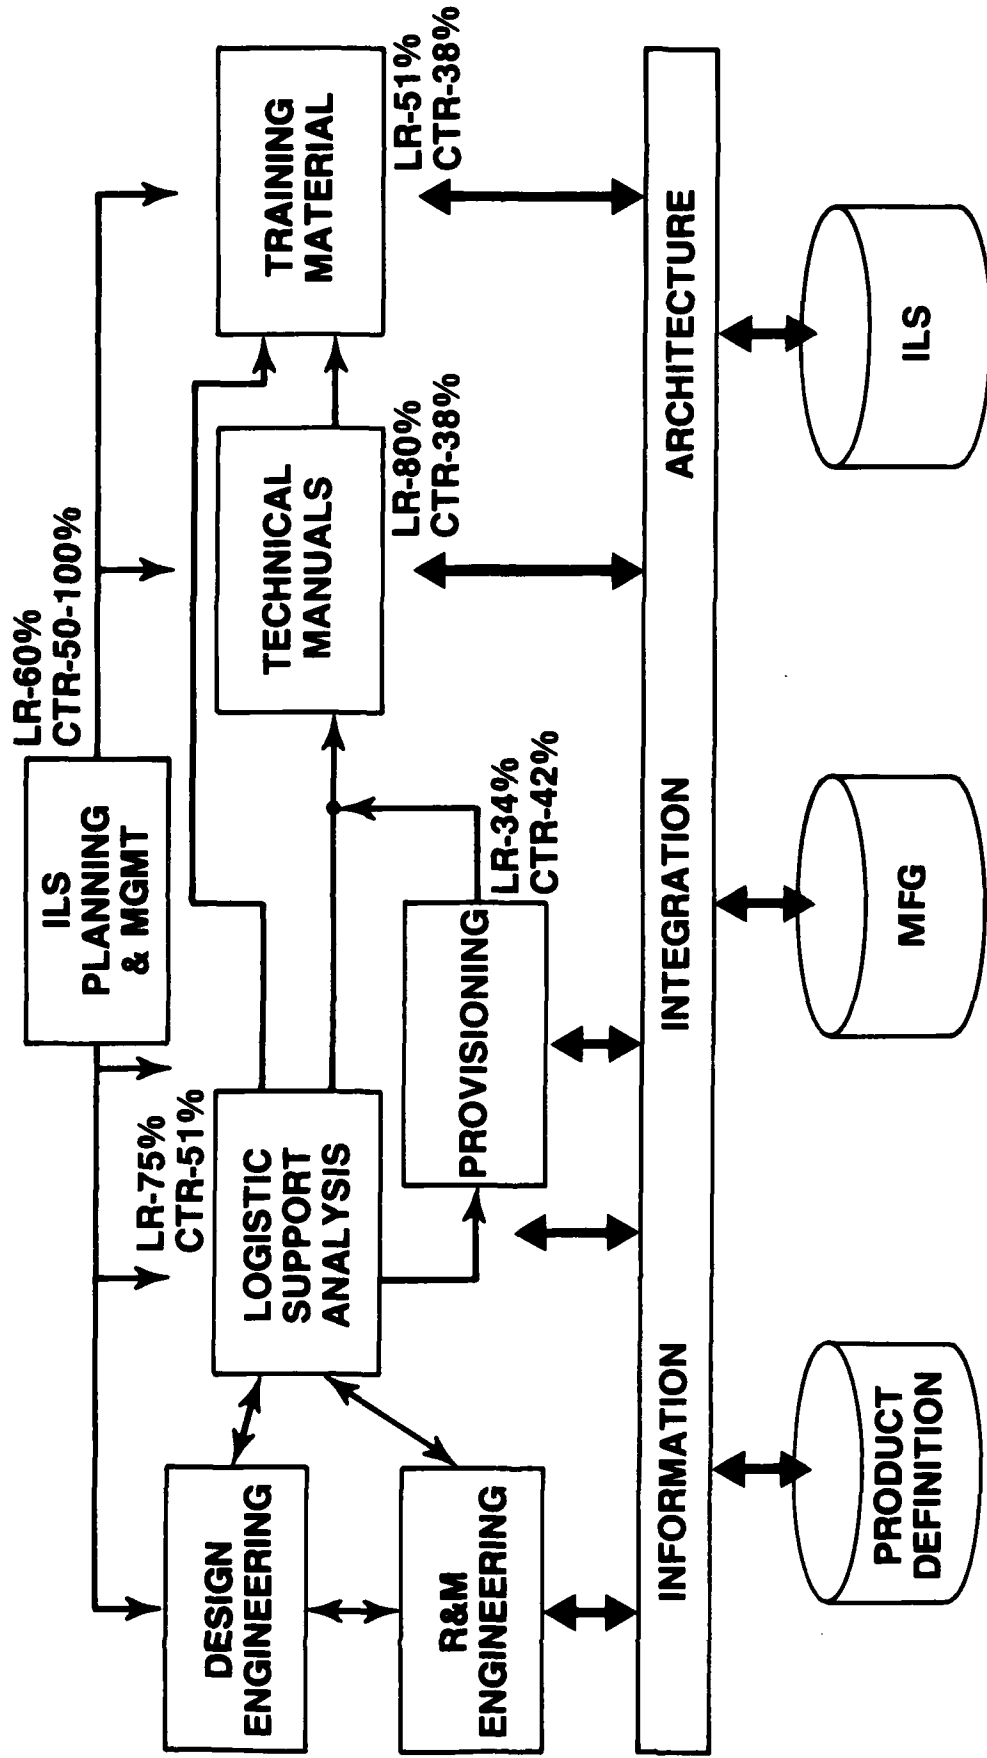 ILS
PLANNING
& MGMT
LR-60%
CTR-50-100%
LR-75%
CTR-51%
DESIGN
ENGINEERING
LOGISTIC
SUPPORT
ANALYSIS
TECHNICAL
MANUALS
TRAINING
MATERIAL
LR-80%
CTR-38%
LR-51%
CTR-38%
R&M
ENGINEERING
PROVISIONING
LR-34%
CTR-42%
INFORMATION INTEGRATION ARCHITECTURE
PRODUCT
DEFINITION
MFG
ILS